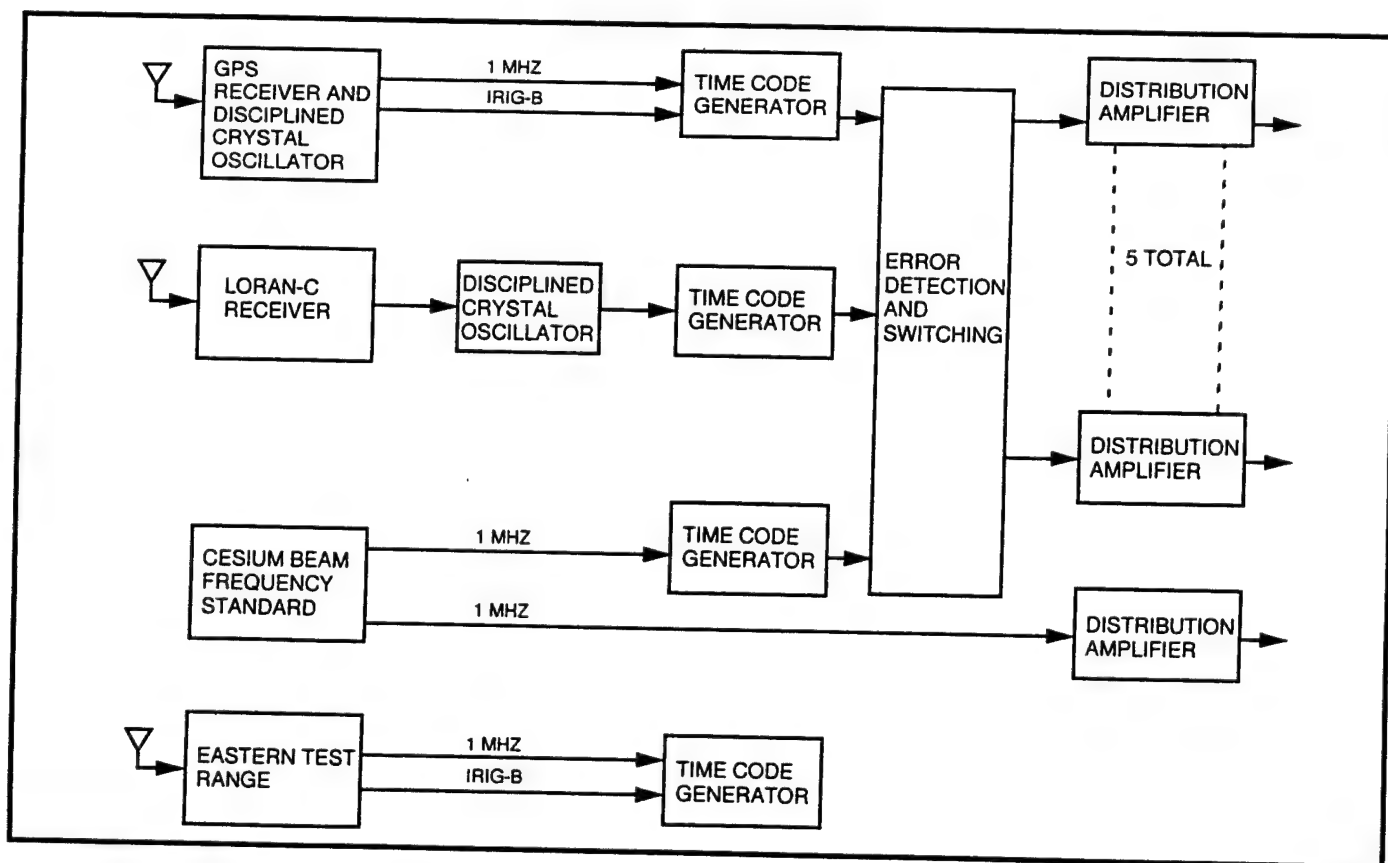 GPS
RECEIVER AND
DISCIPLINED
CRYSTAL
OSCILLATOR
1 MHZ
IRIG-B
TIME CODE
GENERATOR
DISTRIBUTION
AMPLIFIER
LORAN-C
RECEIVER
DISCIPLINED
CRYSTAL
OSCILLATOR
TIME CODE
GENERATOR
ERROR
DETECTION
AND
SWITCHING
5 TOTAL
DISTRIBUTION
AMPLIFIER
CESIUM BEAM
FREQUENCY
STANDARD
1 MHZ
TIME CODE
GENERATOR
1 MHZ
DISTRIBUTION
AMPLIFIER
EASTERN TEST
RANGE
1 MHZ
IRIG-B
TIME CODE
GENERATOR